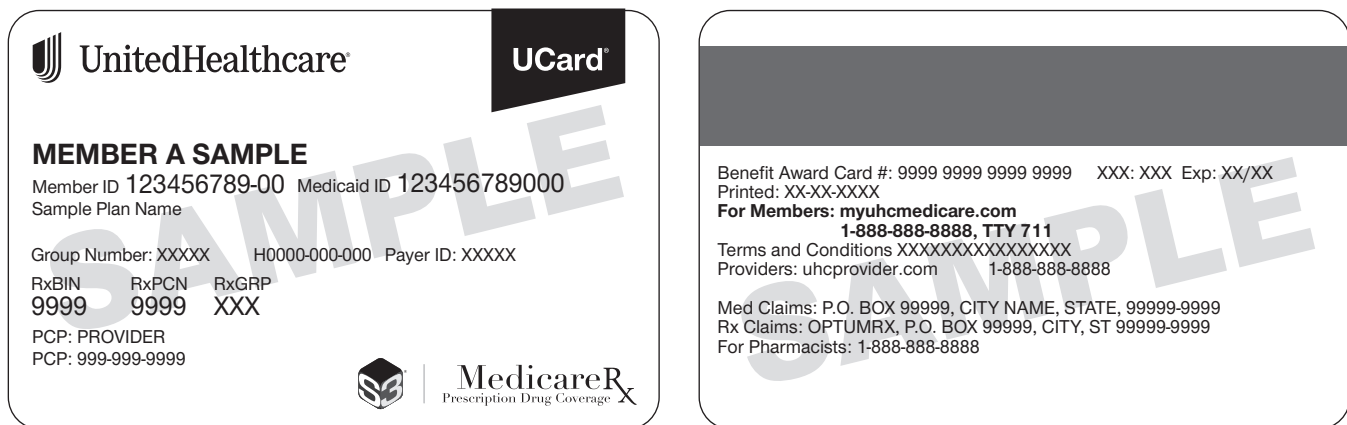 UnitedHealthcare®
UCard®
MEMBER A SAMPLE
Member ID 123456789-00 Medicaid ID 123456789000
Sample Plan Name
Group Number: XXXXX H0000-000-000 Payer ID: XXXXX
RxBIN RxPCN RxGRP
9999 9999 XXX
PCP: PROVIDER
PCP: 999-999-9999
S3
MedicareRx
Prescription Drug Coverage
SAMPLE
Benefit Award Card #: 9999 9999 9999 9999 XXX: XXX Exp: XX/XX
Printed: XX-XX-XXXX
For Members: myuhcmedicare.com
1-888-888-8888, TTY 711
Terms and Conditions XXXXXXXXXXXXXXXX
Providers: uhcprovider.com 1-888-888-8888
Med Claims: P.O. BOX 99999, CITY NAME, STATE, 99999-9999
Rx Claims: OPTUMRX, P.O. BOX 99999, CITY, ST 99999-9999
For Pharmacists: 1-888-888-8888
SAMPLE